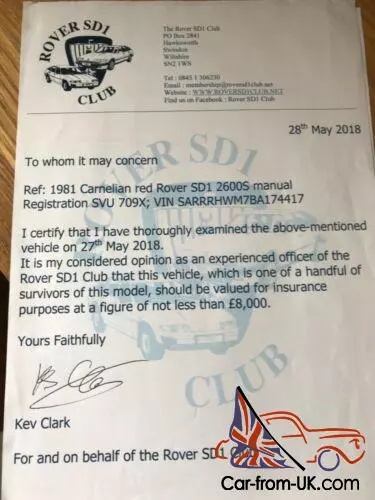 ROVER SD1
CLUB
The Rover SD1 Club
PO Box 2841
Hawksworth
Swindon
Wiltshire
SN2 1WS
Tel : 0845 1 306230
Email : membership@roversd1club.net
Website : WWW.ROVERSD1CLUB.NET
Find us on Facebook : Rover SD1 Club
28th May 2018
To whom it may concern
Ref: 1981 Carnelian red Rover SD1 2600S manual
Registration SVU 709X; VIN SARRRHWM7BA174417
I certify that I have thoroughly examined the above-mentioned
vehicle on 27th May 2018.
It is my considered opinion as an experienced officer of the
Rover SD1 Club that this vehicle, which is one of a handful of
survivors of this model, should be valued for insurance
purposes at a figure of not less than £8,000.
Yours Faithfully
Kev Clark
For and on behalf of the Rover SD1 Club
ROVER SD1
CLUB
Car-from-UK.com